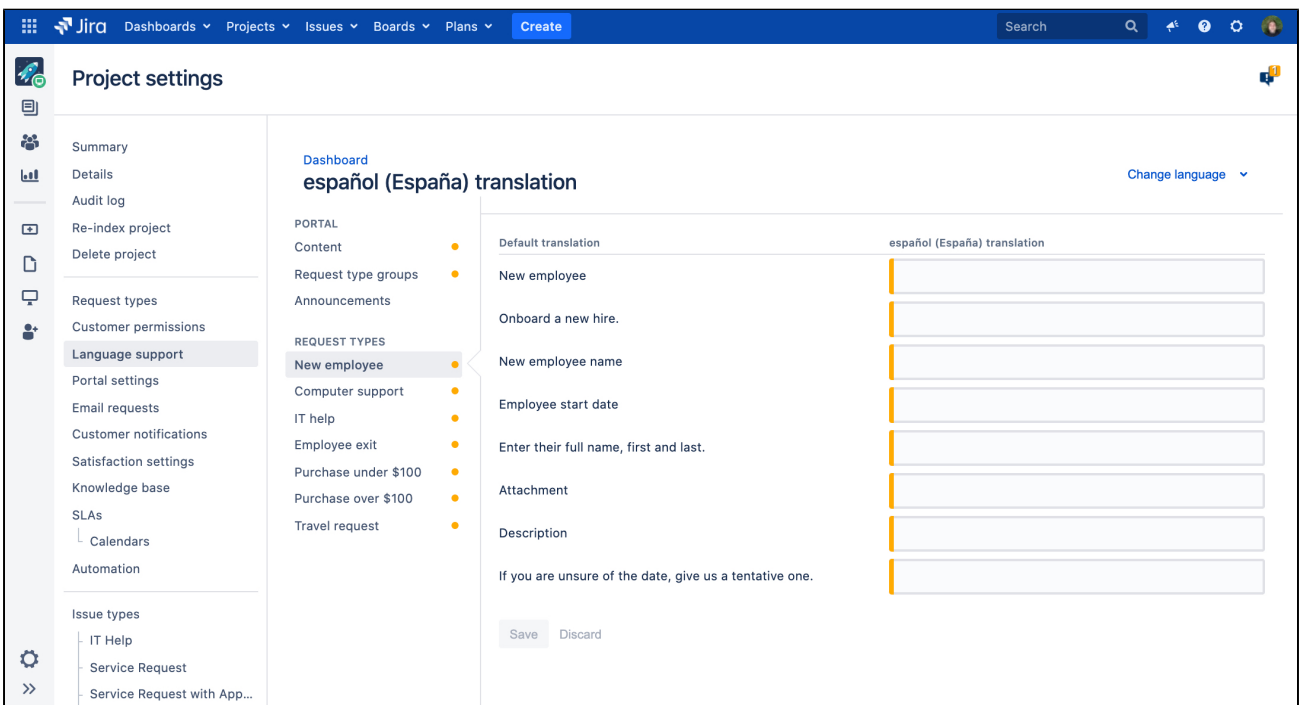 Jira Dashboards Projects Issues Boards Plans Create Search
Project settings
1
Summary
Details
Audit log
Re-index project
Delete project
Request types
Customer permissions
Language support
Portal settings
Email requests
Customer notifications
Satisfaction settings
Knowledge base
SLAs
Calendars
Automation
Issue types
IT Help
Service Request
Service Request with App...
Dashboard
español (España) translation
Change language
PORTAL
Content
Request type groups
Announcements
REQUEST TYPES
New employee
Computer support
IT help
Employee exit
Purchase under $100
Purchase over $100
Travel request
Default translation español (España) translation
New employee
Onboard a new hire.
New employee name
Employee start date
Enter their full name, first and last.
Attachment
Description
If you are unsure of the date, give us a tentative one.
Save Discard